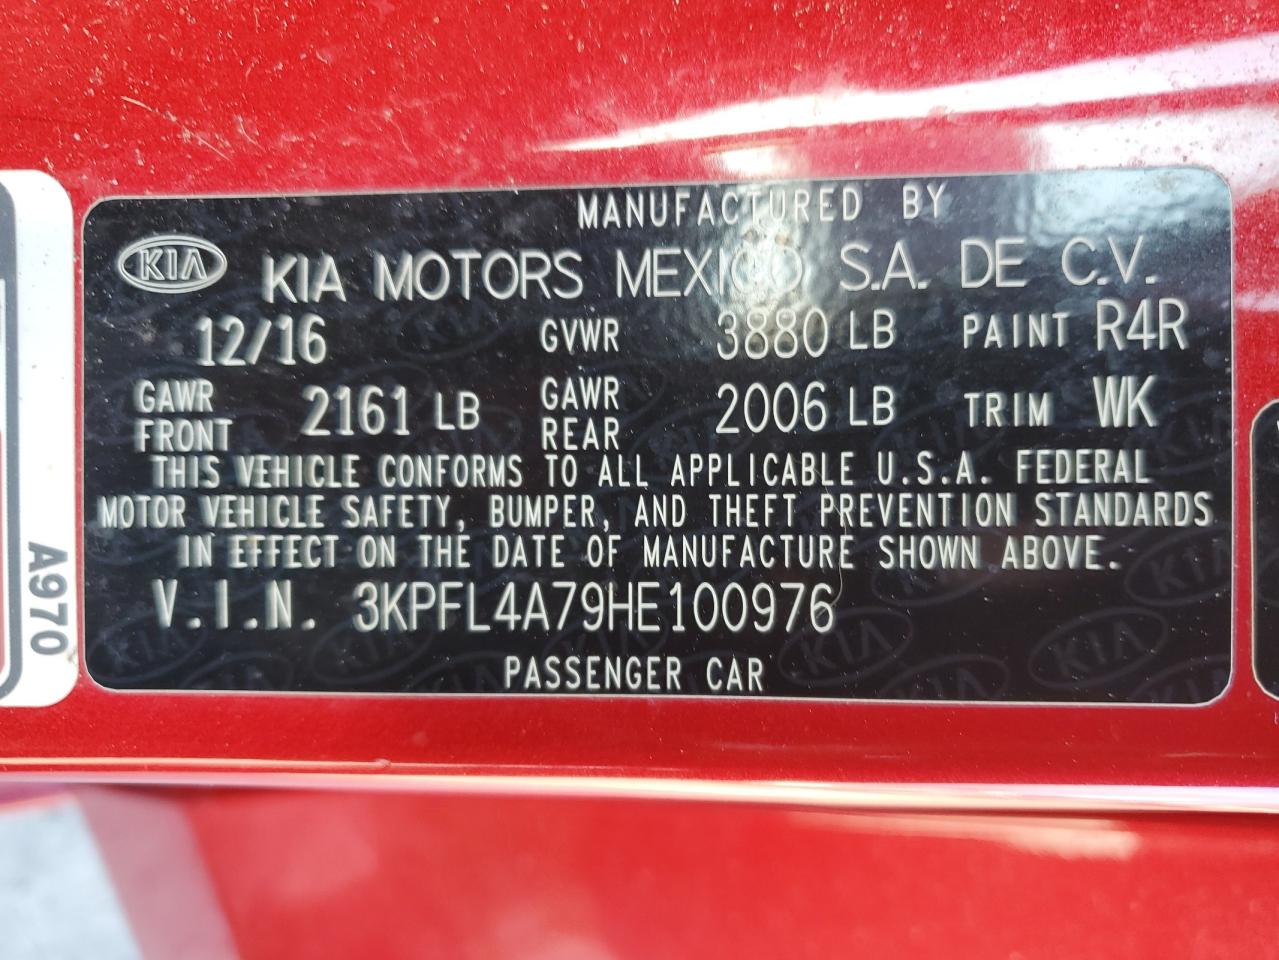 MANUFACTURED BY
KIA KIA MOTORS MEXICO S.A. DE C.V.
12/16 GVWR 3880 LB PAINT R4R
GAWR FRONT 2161 LB GAWR REAR 2006 LB TRIM WK
THIS VEHICLE CONFORMS TO ALL APPLICABLE U.S.A. FEDERAL
MOTOR VEHICLE SAFETY, BUMPER, AND THEFT PREVENTION STANDARDS
IN EFFECT ON THE DATE OF MANUFACTURE SHOWN ABOVE.
V.I.N. 3KPFL4A79HE100976
PASSENGER CAR
A970